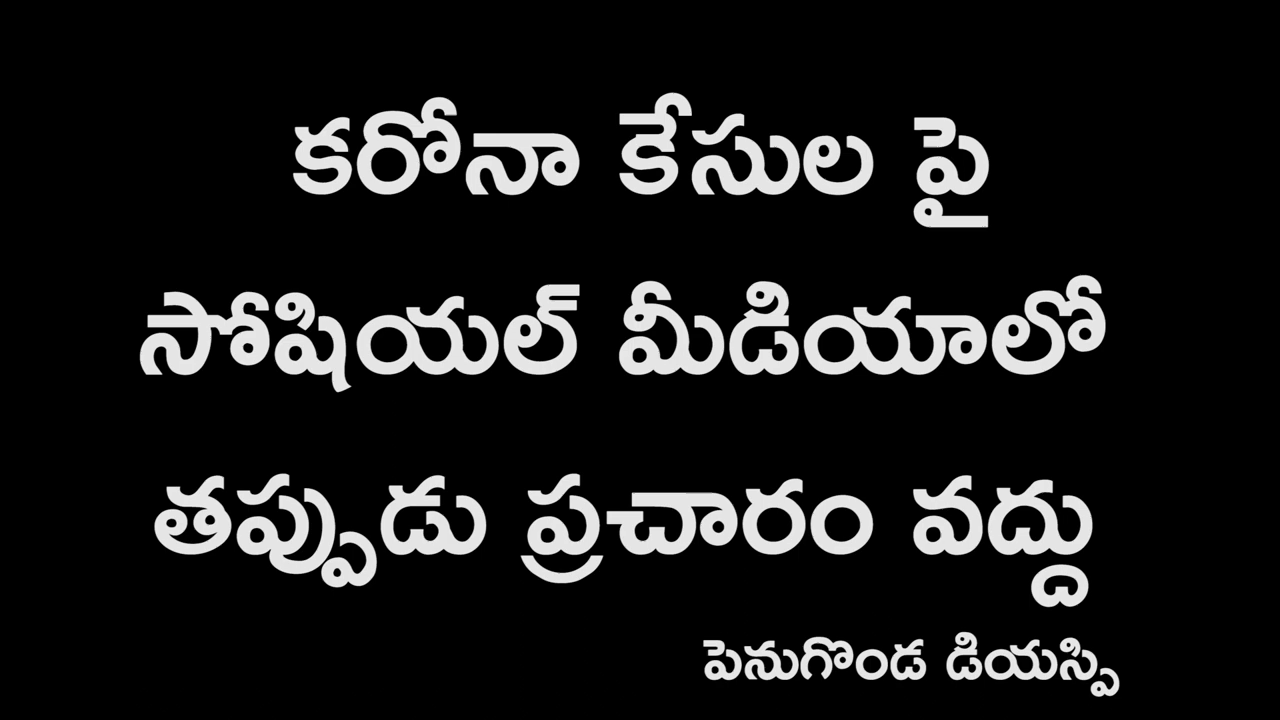 కరోనా కేసుల పై
సోషియల్ మీడియాలో
తప్పుడు ప్రచారం వద్దు
పెనుగొండ డియస్పి